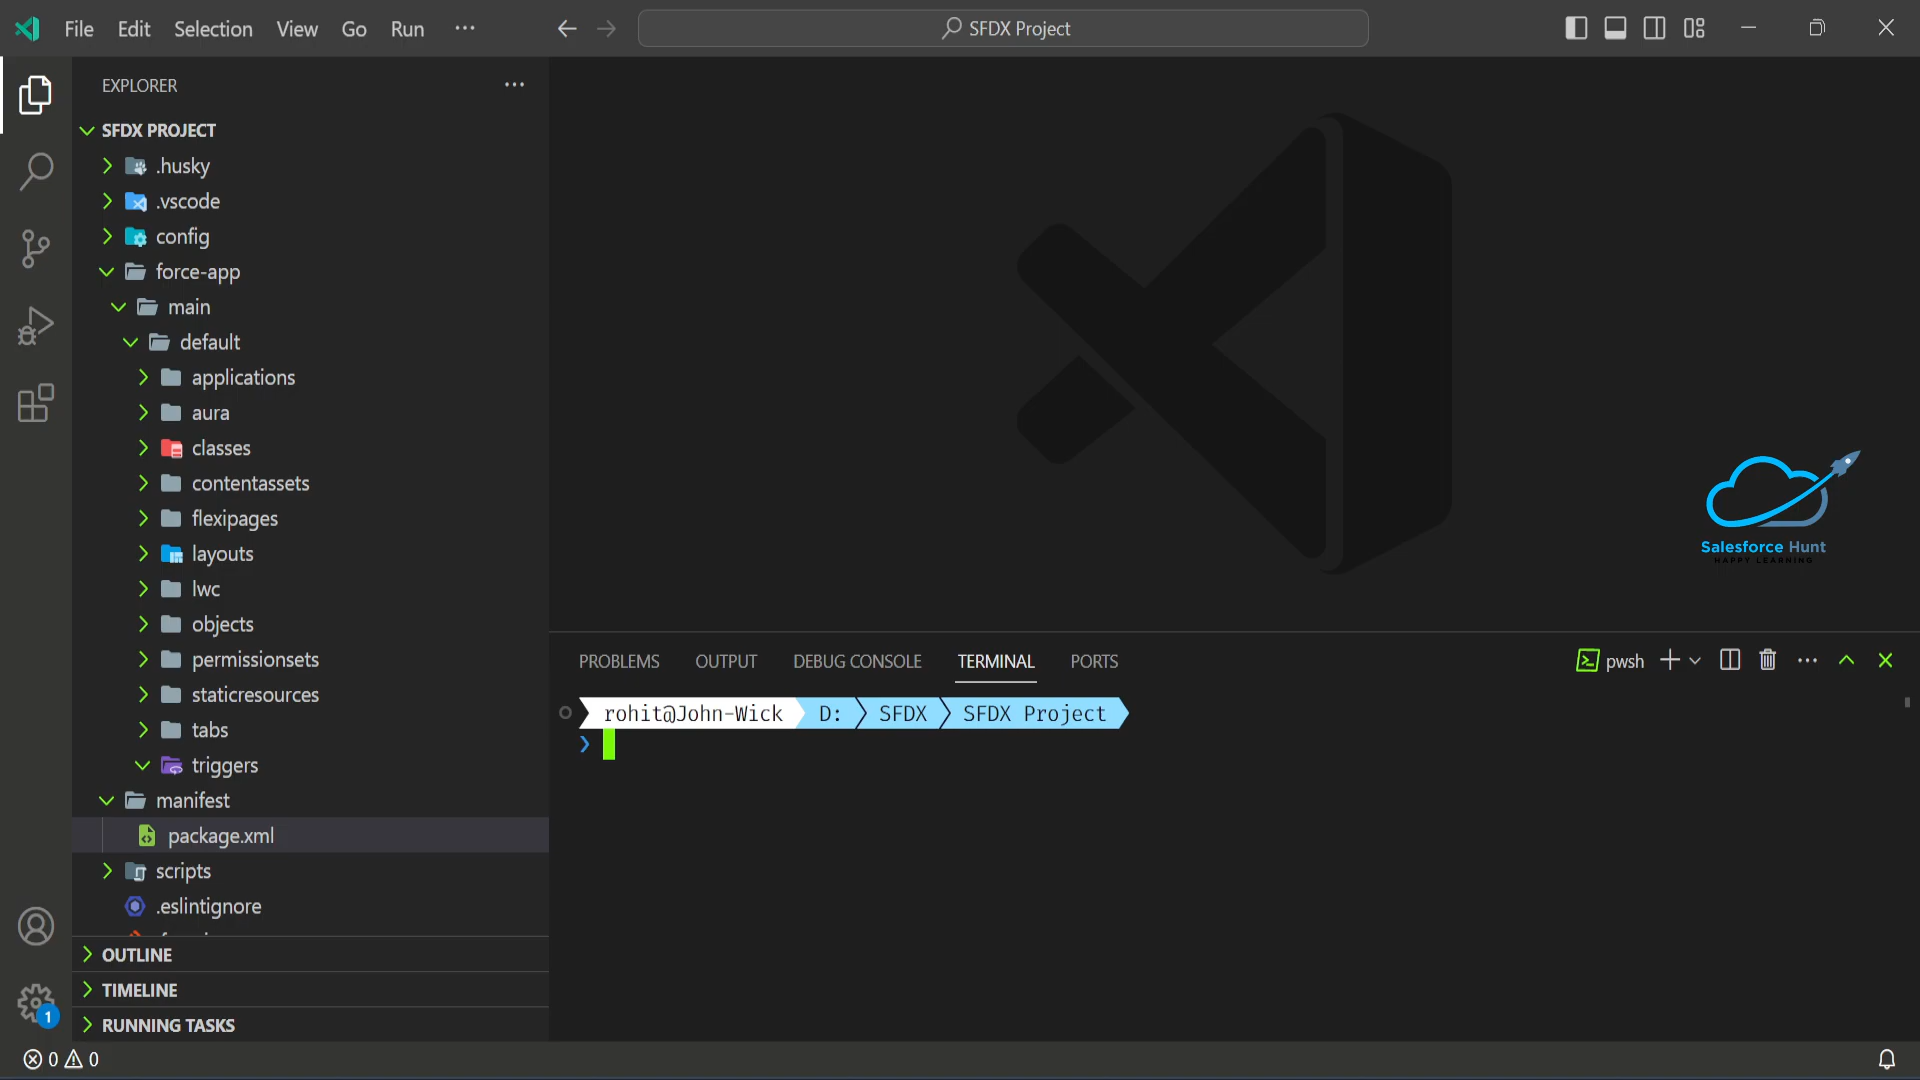 File Edit Selection View Go Run ···
SFDX Project
EXPLORER ···
SFDX PROJECT
.husky
.vscode
config
force-app
main
default
applications
aura
classes
contentassets
flexipages
layouts
lwc
objects
permissionsets
staticresources
tabs
triggers
manifest
package.xml
scripts
.eslintignore
OUTLINE
TIMELINE
RUNNING TASKS
1
0 0
Salesforce Hunt
HAPPY LEARNING
PROBLEMS OUTPUT DEBUG CONSOLE TERMINAL PORTS
pwsh
rohit@John-Wick D: SFDX SFDX Project
❯